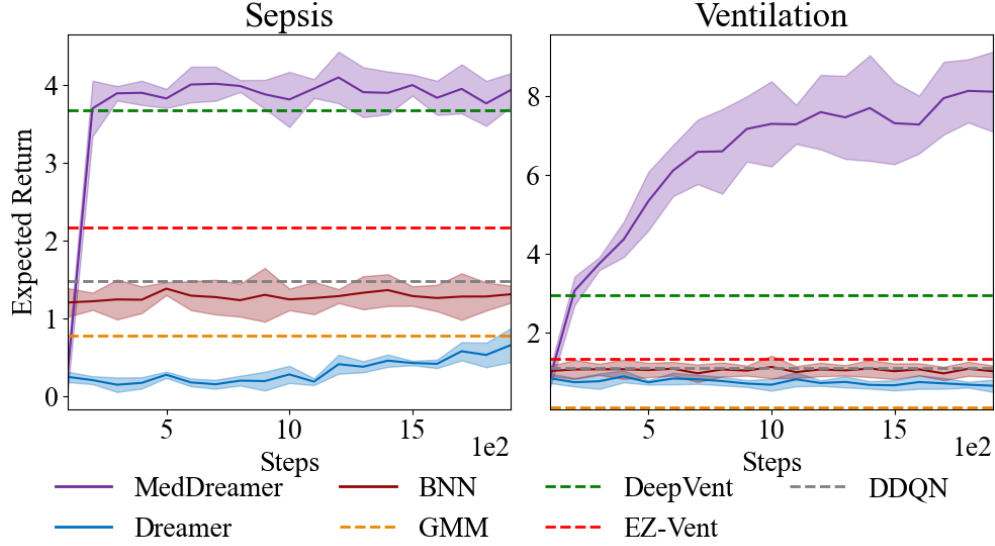 Sepsis
Ventilation
Expected Return
4
3
2
1
0
8
6
4
2
5
10
15
1e2
5
10
15
1e2
Steps
Steps
MedDreamer
BNN
DeepVent
DDQN
Dreamer
GMM
EZ-Vent